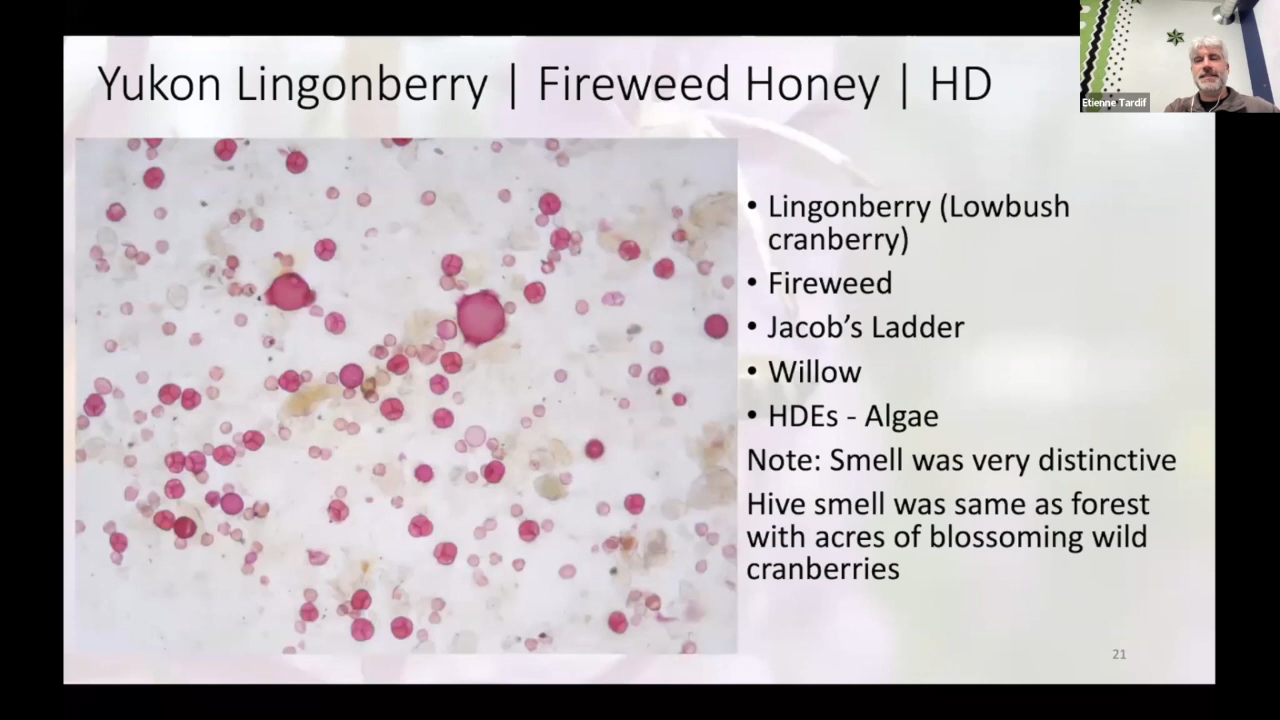 Yukon Lingonberry | Fireweed Honey | HD
Etienne Tardif
• Lingonberry (Lowbush
cranberry)
• Fireweed
• Jacob’s Ladder
• Willow
• HDEs - Algae
Note: Smell was very distinctive
Hive smell was same as forest
with acres of blossoming wild
cranberries
21